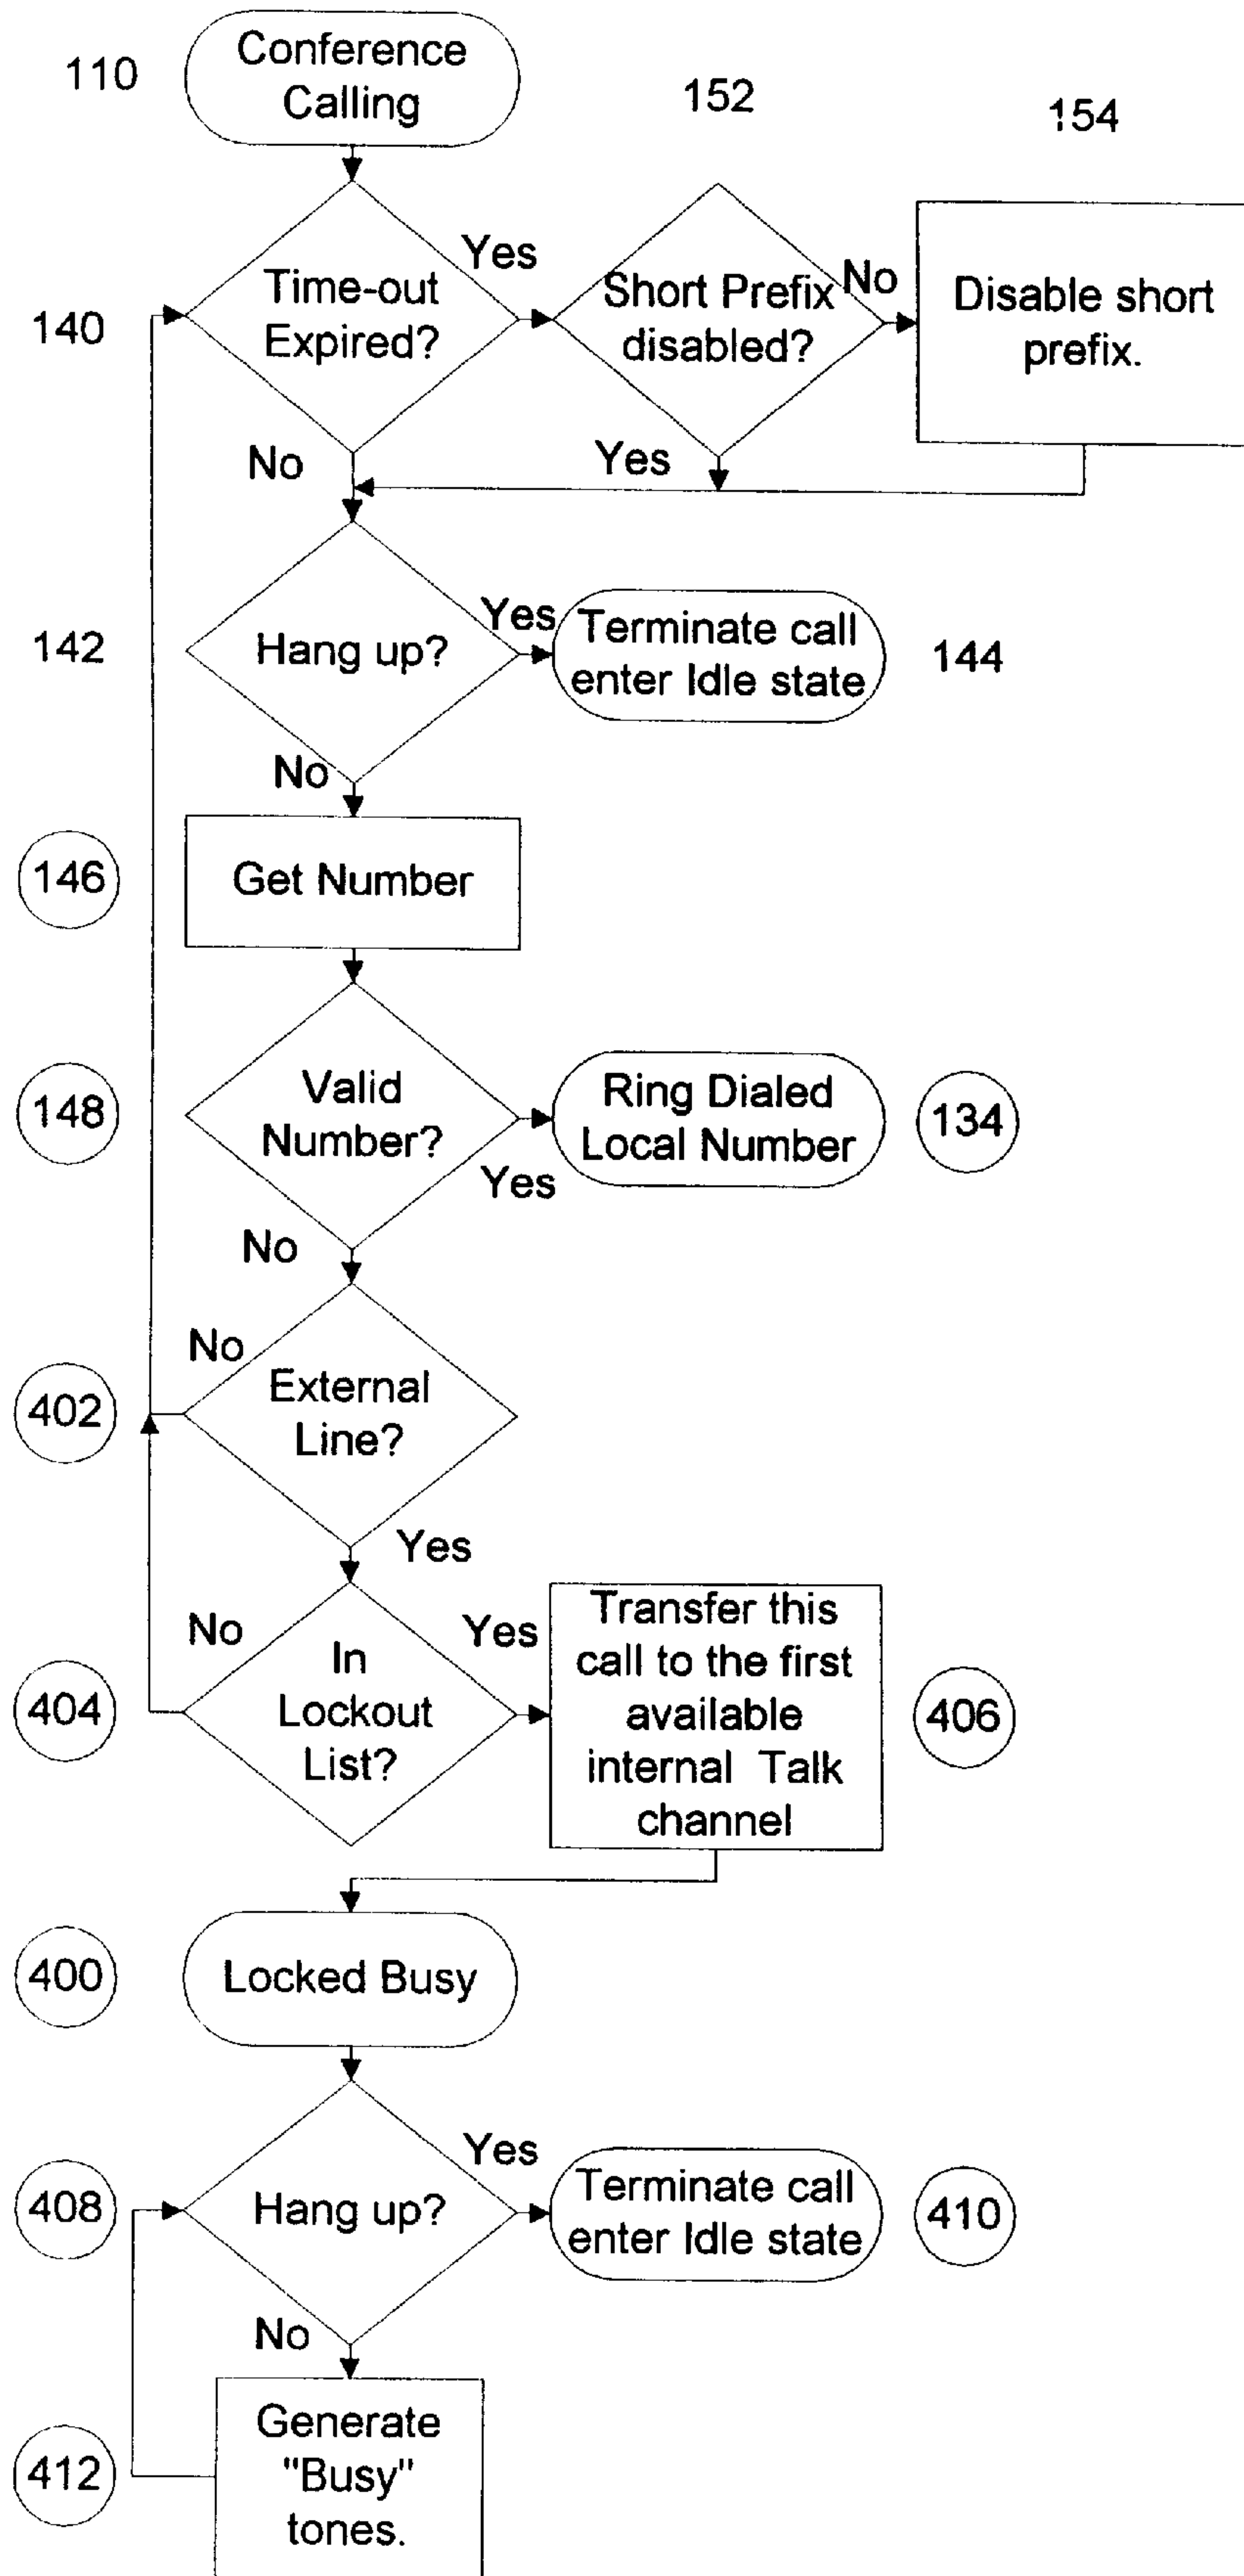 110
Conference
Calling
152
154
Yes
No
Time-out
Expired?
Short Prefix
disabled?
Disable short
prefix.
140
No
Yes
142
Hang up?
Yes
Terminate call
enter Idle state
144
No
146
Get Number
148
Valid
Number?
Ring Dialed
Local Number
134
Yes
No
No
402
External
Line?
Yes
No
Yes
404
In
Lockout
List?
Transfer this
call to the first
available
internal Talk
channel
406
400
Locked Busy
Yes
408
Hang up?
Terminate call
enter Idle state
410
No
412
Generate
"Busy"
tones.